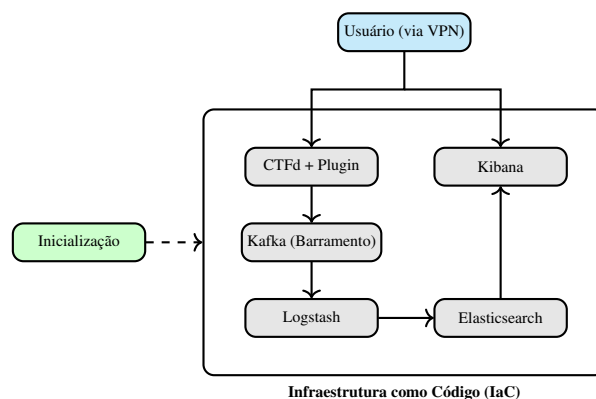 Usuário (via VPN)
CTFd + Plugin
Kibana
Inicialização
Kafka (Barramento)
Logstash
Elasticsearch
Infraestrutura como Código (IaC)